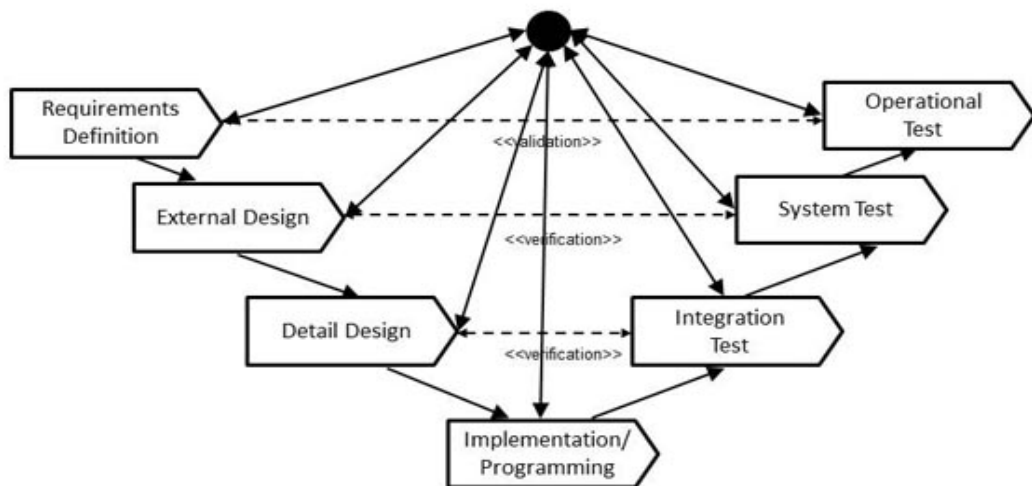 Requirements
Definition
Operational
Test
<<validation>>
External Design
System Test
<<verification>>
Detail Design
Integration
Test
<<verification>>
Implementation/
Programming